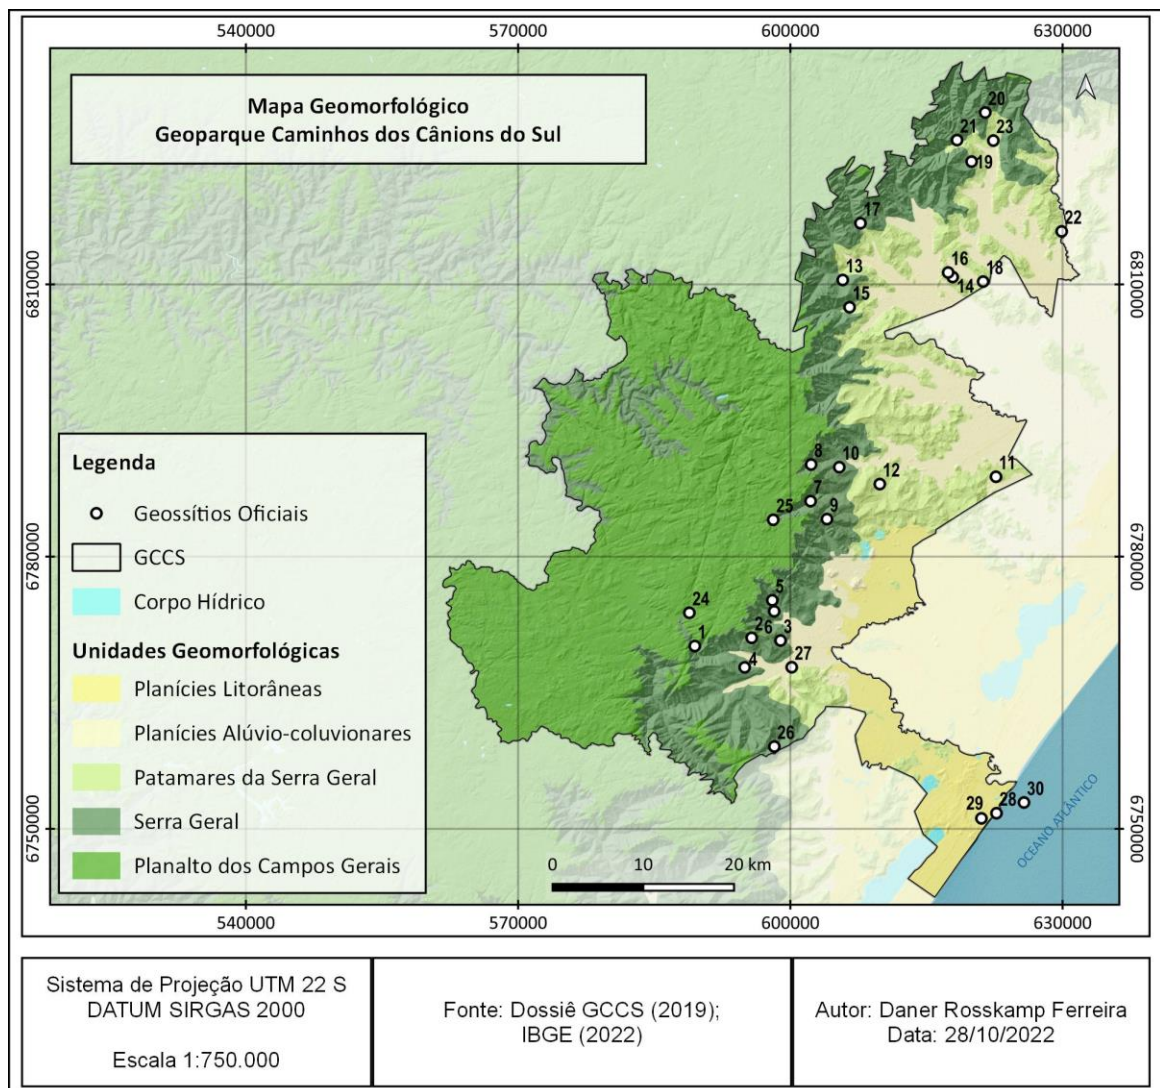 540000 570000 600000 630000
Mapa Geomorfológico
Geoparque Caminhos dos Cânions do Sul
20
21 23
19
17
22
6810000
6810000
13
16
18
14
15
8
10
11
12
7
25
9
6780000
6780000
5
24
1
26
6
3
4
27
26
30
28
29
6750000
6750000
OCEANO ATLÂNTICO
Legenda
Geossítios Oficiais
GCCS
Corpo Hídrico
Unidades Geomorfológicas
Planícies Litorâneas
Planícies Alúvio-coluvionares
Patamares da Serra Geral
Serra Geral
Planalto dos Campos Gerais
0 10 20 km
540000 570000 600000 630000
Sistema de Projeção UTM 22 S
DATUM SIRGAS 2000
Escala 1:750.000
Fonte: Dossiê GCCS (2019);
IBGE (2022)
Autor: Daner Rosskamp Ferreira
Data: 28/10/2022